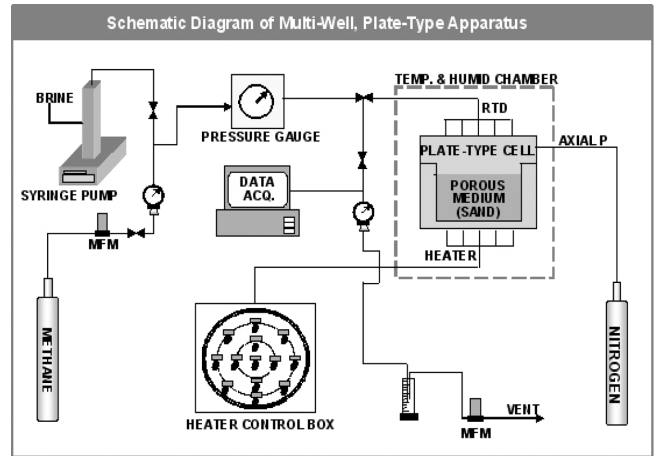 Schematic Diagram of Multi-Well, Plate-Type Apparatus
TEMP. & HUMID CHAMBER
BRINE
RTD
PRESSURE GAUGE
PLATE-TYPE CELL
AXIAL P
SYRINGE PUMP
DATA
ACQ.
POROUS
MEDIUM
(SAND)
MFM
HEATER
METHANE
NITROGEN
HEATER CONTROL BOX
VENT
MFM